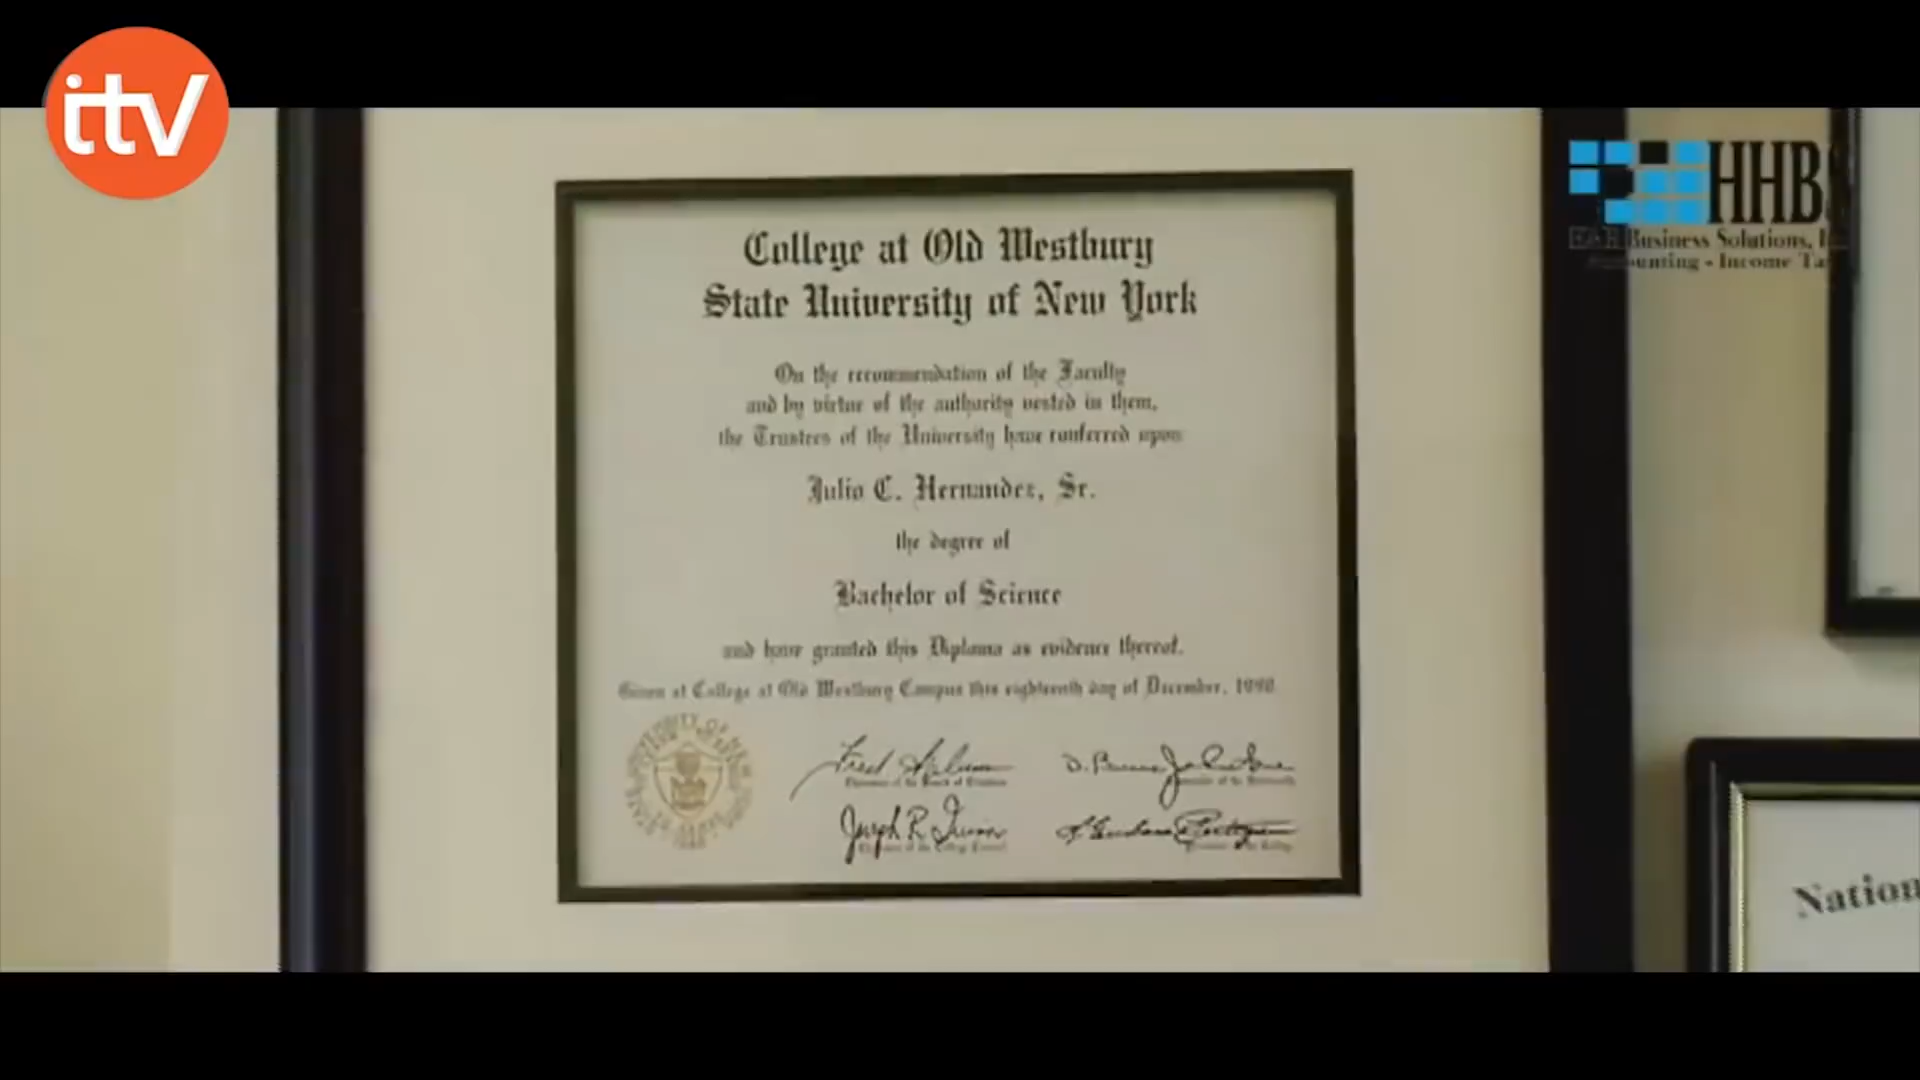 itv
HHBS
Business Solutions,
Accounting - Income Ta
College at Old Westbury
State University of New York
On the recommendation of the Faculty
and by virtue of the authority vested in them,
the Trustees of the University have conferred upon
Julio C. Hernandez, Sr.
the degree of
Bachelor of Science
and have granted this Diploma as evidence thereof.
Given at College at Old Westbury Campus this eighteenth day of December,
Nation